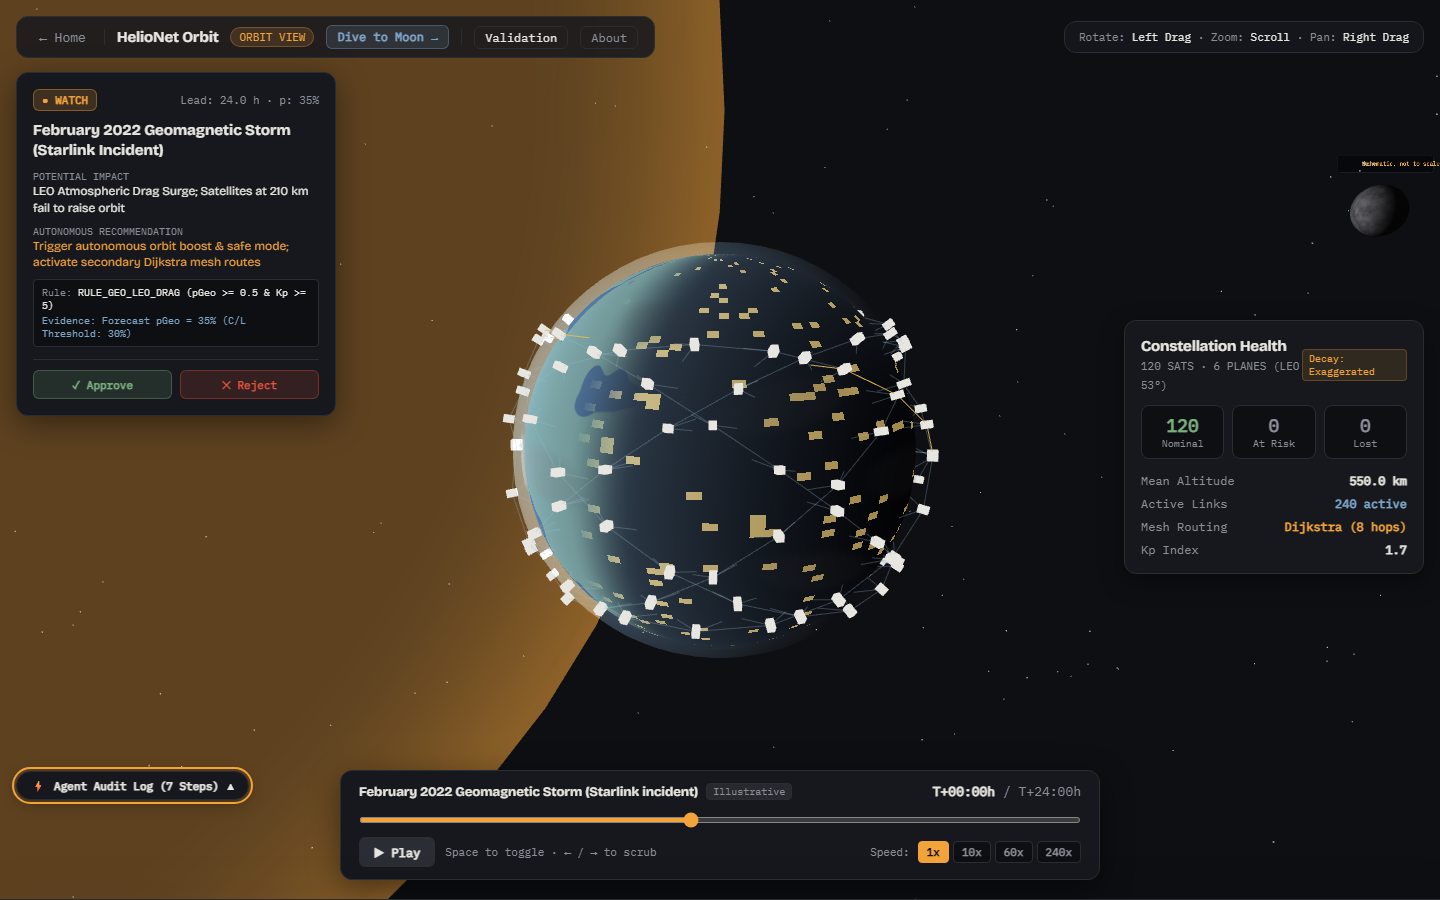 ← Home
HelioNet Orbit
ORBIT VIEW
Dive to Moon →
Validation
About
Rotate: Left Drag · Zoom: Scroll · Pan: Right Drag
WATCH
Lead: 24.0 h · p: 35%
February 2022 Geomagnetic Storm
(Starlink Incident)
POTENTIAL IMPACT
LEO Atmospheric Drag Surge; Satellites at 210 km
fail to raise orbit
AUTONOMOUS RECOMMENDATION
Trigger autonomous orbit boost & safe mode;
activate secondary Dijkstra mesh routes
Rule: RULE_GEO_LEO_DRAG (pGeo >= 0.5 & Kp >=
5)
Evidence: Forecast pGeo = 35% (C/L
Threshold: 30%)
✓ Approve
✕ Reject
not to scale
Constellation Health
120 SATS · 6 PLANES (LEO
53°)
Decay:
Exaggerated
120
Nominal
0
At Risk
0
Lost
Mean Altitude
550.0 km
Active Links
240 active
Mesh Routing
Dijkstra (8 hops)
Kp Index
1.7
Agent Audit Log (7 Steps) ▲
February 2022 Geomagnetic Storm (Starlink incident)
Illustrative
T+00:00h / T+24:00h
▶ Play
Space to toggle · ← / → to scrub
Speed:
1x
10x
60x
240x